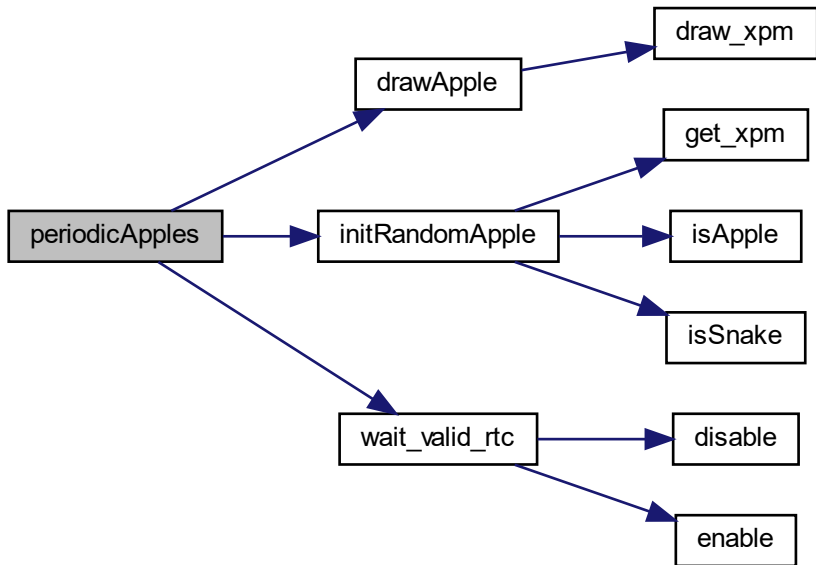 draw_xpm
drawApple
get_xpm
periodicApples
initRandomApple
isApple
isSnake
wait_valid_rtc
disable
enable